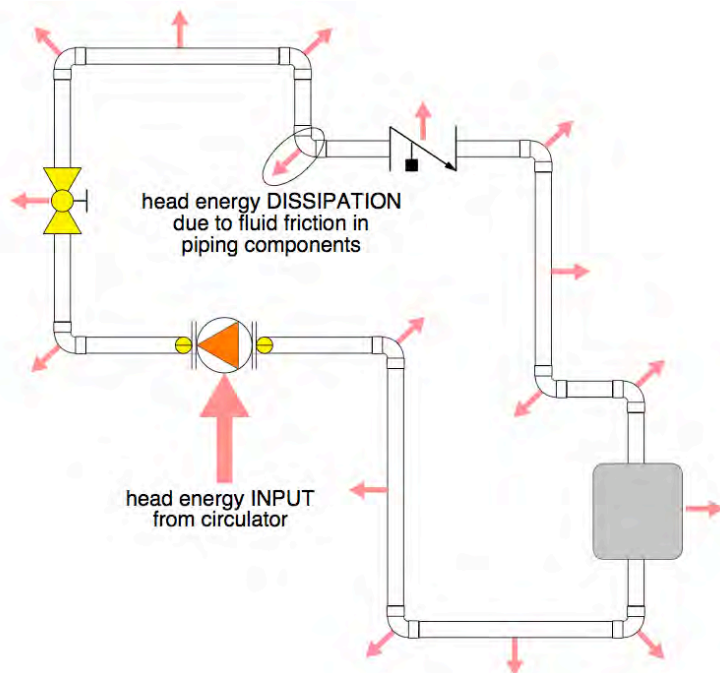 head energy DISSIPATION
due to fluid friction in
piping components
head energy INPUT
from circulator